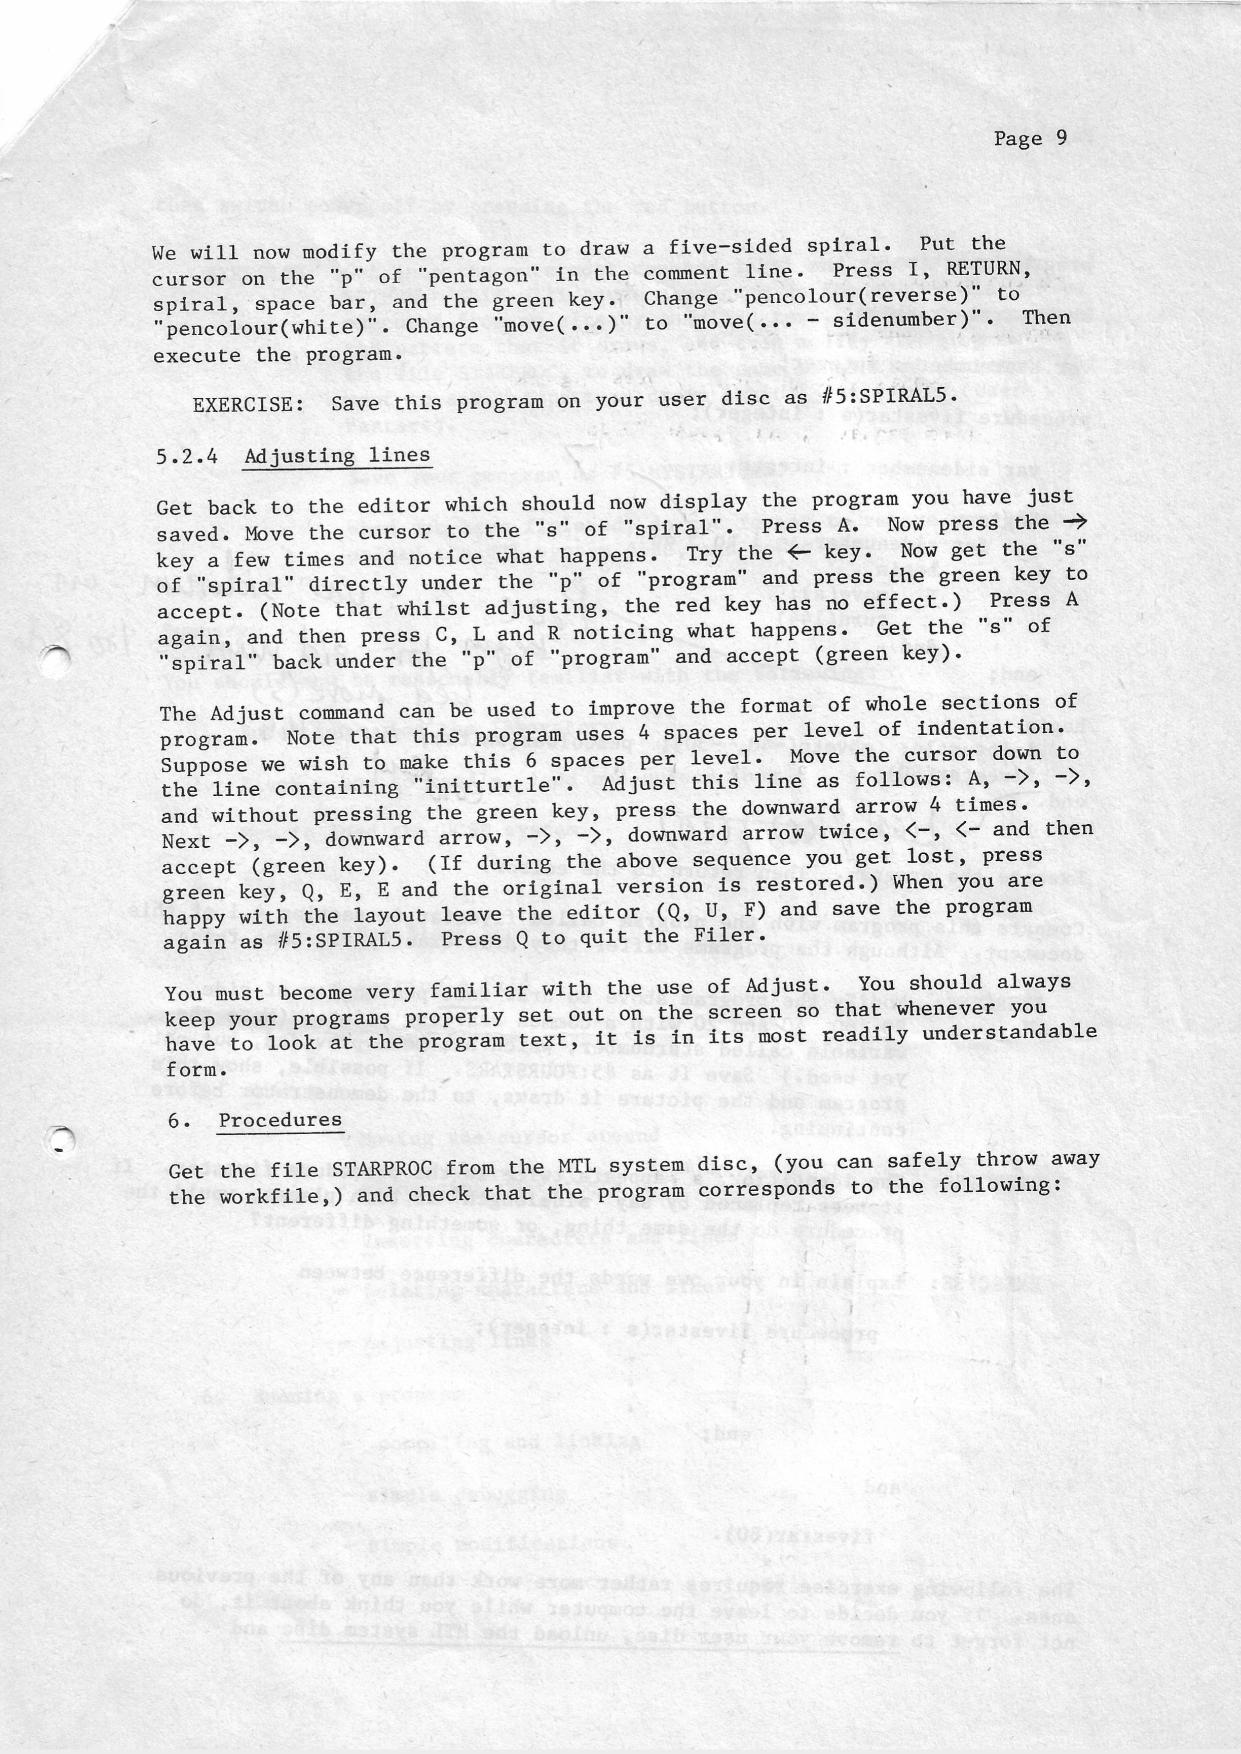 Page 9
We will now modify the program to draw a five-sided spiral.  Put the
cursor on the "p" of "pentagon" in the comment line.  Press I, RETURN,
spiral, space bar, and the green key.  Change "pencolour(reverse)" to
"pencolour(white)". Change "move(...)" to "move(... - sidenumber)".  Then
execute the program.
EXERCISE:  Save this program on your user disc as #5:SPIRAL5.
5.2.4  Adjusting lines
Get back to the editor which should now display the program you have just
saved. Move the cursor to the "s" of "spiral".  Press A.  Now press the →
key a few times and notice what happens.  Try the ← key.  Now get the "s"
of "spiral" directly under the "p" of "program" and press the green key to
accept. (Note that whilst adjusting, the red key has no effect.)  Press A
again, and then press C, L and R noticing what happens.  Get the "s" of
"spiral" back under the "p" of "program" and accept (green key).
The Adjust command can be used to improve the format of whole sections of
program.  Note that this program uses 4 spaces per level of indentation.
Suppose we wish to make this 6 spaces per level.  Move the cursor down to
the line containing "initturtle".  Adjust this line as follows: A, ->, ->,
and without pressing the green key, press the downward arrow 4 times.
Next ->, ->, downward arrow, ->, ->, downward arrow twice, <-, <- and then
accept (green key).  (If during the above sequence you get lost, press
green key, Q, E, E and the original version is restored.) When you are
happy with the layout leave the editor (Q, U, F) and save the program
again as #5:SPIRAL5.  Press Q to quit the Filer.
You must become very familiar with the use of Adjust.  You should always
keep your programs properly set out on the screen so that whenever you
have to look at the program text, it is in its most readily understandable
form.
6.  Procedures
Get the file STARPROC from the MTL system disc, (you can safely throw away
the workfile,) and check that the program corresponds to the following: